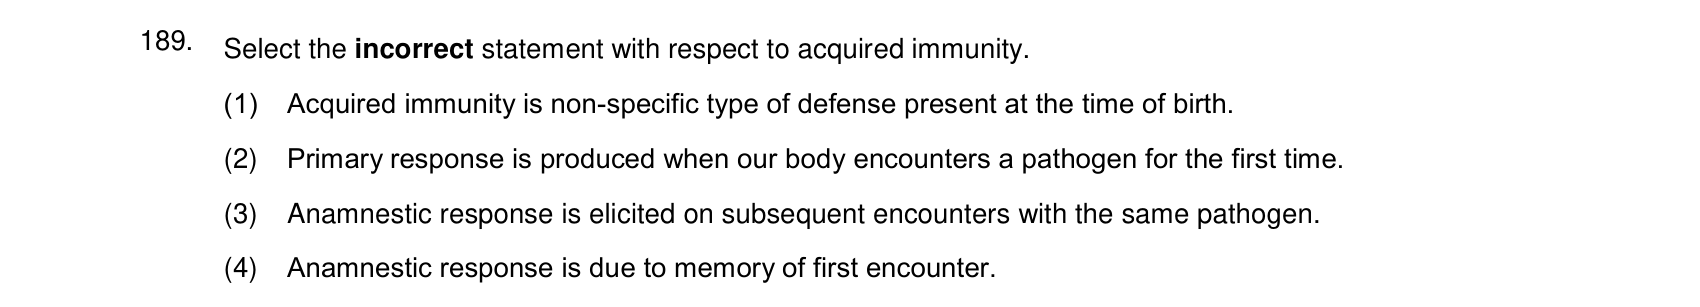 189. Select the incorrect statement with respect to acquired immunity.
(1) Acquired immunity is non-specific type of defense present at the time of birth.
(2) Primary response is produced when our body encounters a pathogen for the first time.
(3) Anamnestic response is elicited on subsequent encounters with the same pathogen.
(4) Anamnestic response is due to memory of first encounter.